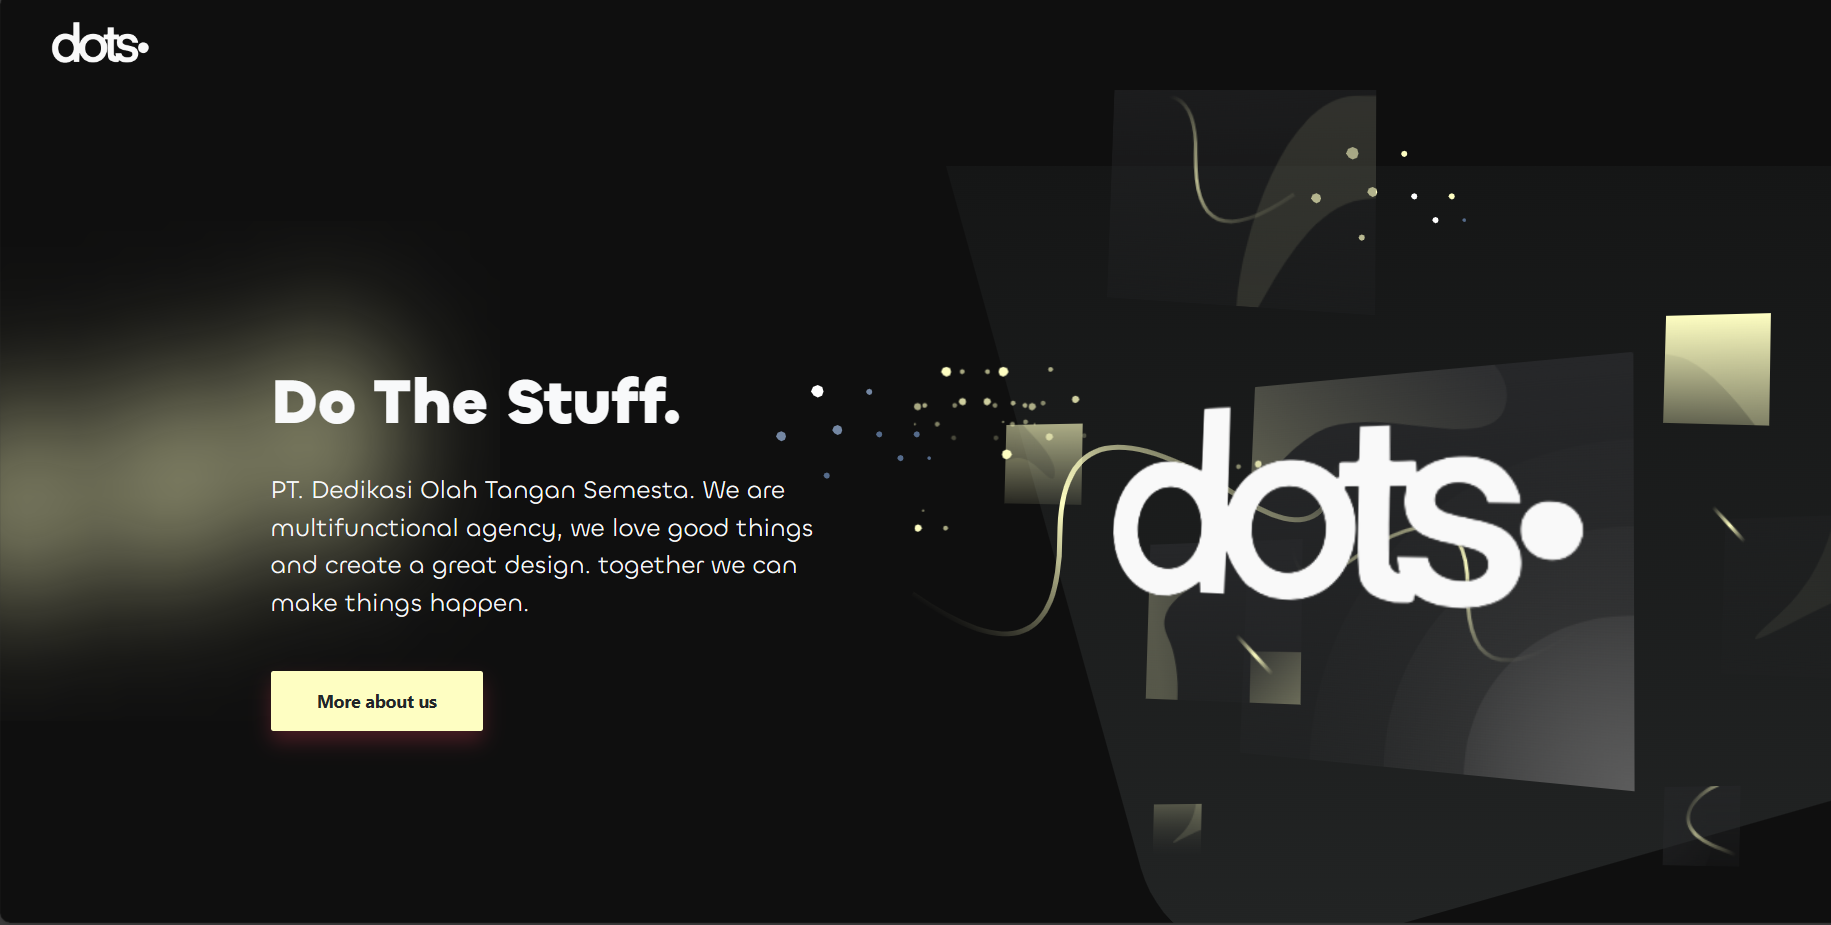 dots•
Do The Stuff.
PT. Dedikasi Olah Tangan Semesta. We are
multifunctional agency, we love good things
and create a great design. together we can
make things happen.
More about us
dots•